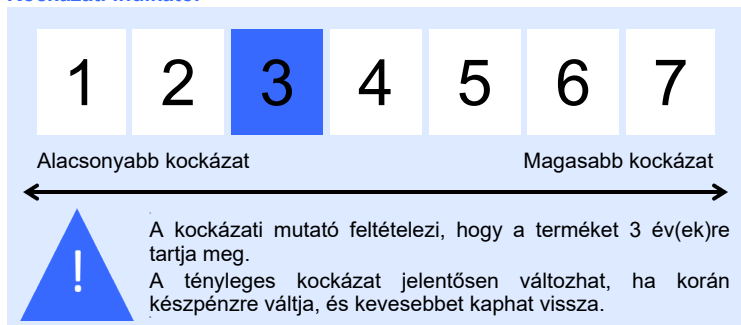 1 2 3 4 5 6 7
Alacsonyabb kockázat Magasabb kockázat
!
A kockázati mutató feltételezi, hogy a terméket 3 év(ek)re
tartja meg.
A tényleges kockázat jelentősen változhat, ha korán
készpénzre váltja, és kevesebbet kaphat vissza.